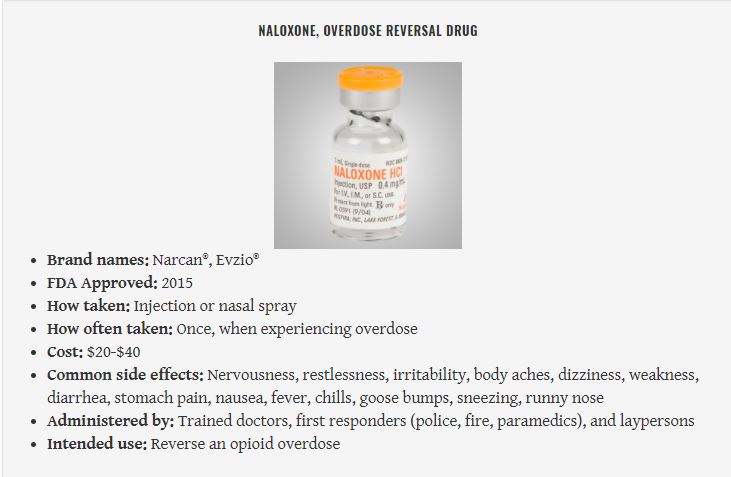 NALOXONE, OVERDOSE REVERSAL DRUG
1 mL Single-dose
NALOXONE HCl
Injection, USP 0.4 mg/mL
For I.V., I.M., or S.C. use.
Protect from light. ℞ only
RL-0591 (9/04)
HOSPIRA, INC., LAKE FOREST,
• Brand names: Narcan®, Evzio®
• FDA Approved: 2015
• How taken: Injection or nasal spray
• How often taken: Once, when experiencing overdose
• Cost: $20-$40
• Common side effects: Nervousness, restlessness, irritability, body aches, dizziness, weakness,
diarrhea, stomach pain, nausea, fever, chills, goose bumps, sneezing, runny nose
• Administered by: Trained doctors, first responders (police, fire, paramedics), and laypersons
• Intended use: Reverse an opioid overdose